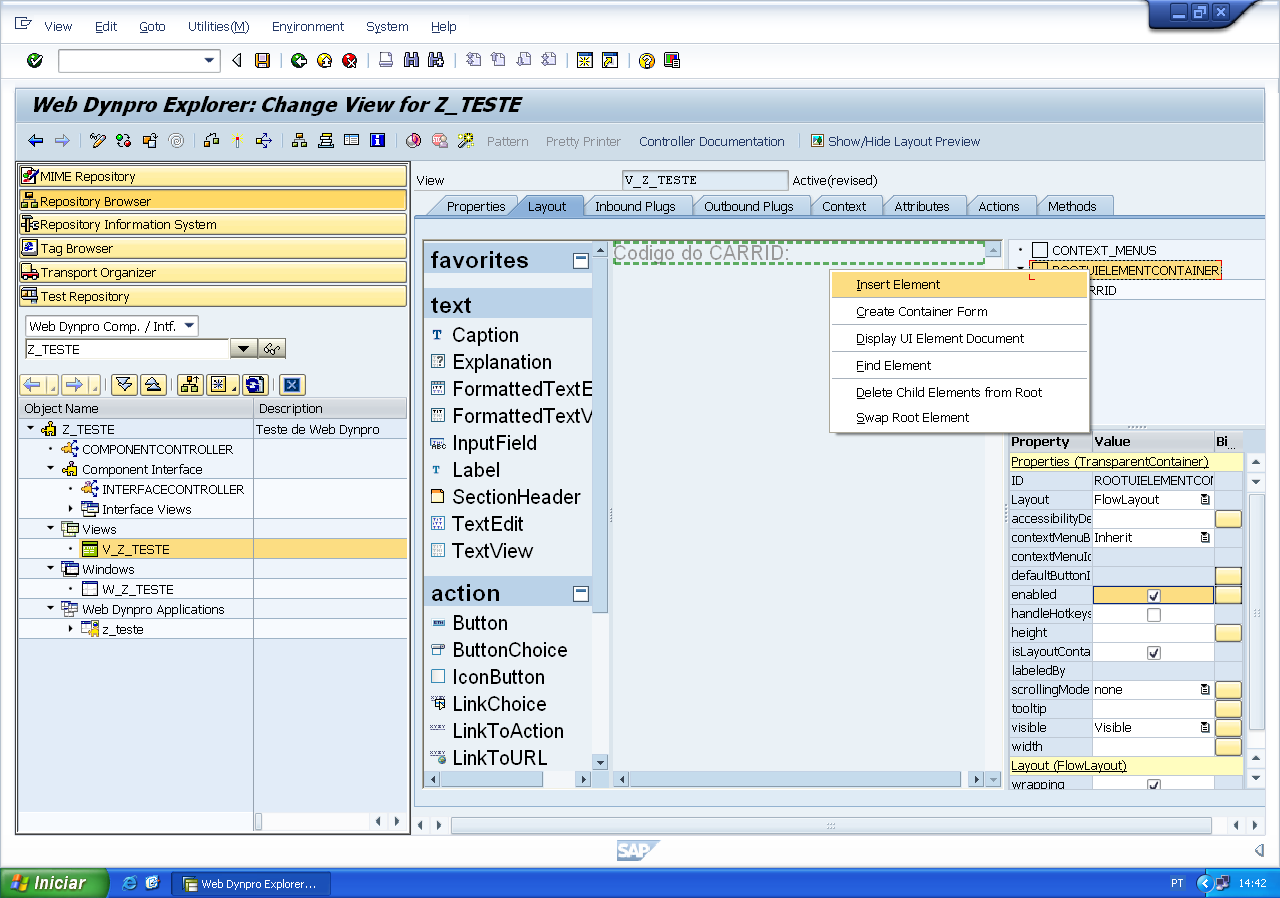 View Edit Goto Utilities(M) Environment System Help
Web Dynpro Explorer: Change View for Z_TESTE
Pattern Pretty Printer Controller Documentation Show/Hide Layout Preview
MIME Repository
Repository Browser
Repository Information System
Tag Browser
Transport Organizer
Test Repository
Web Dynpro Comp. / Intf.
Z_TESTE
Object Name Description
Z_TESTE Teste de Web Dynpro
COMPONENTCONTROLLER
Component Interface
INTERFACECONTROLLER
Interface Views
Views
V_Z_TESTE
Windows
W_Z_TESTE
Web Dynpro Applications
z_teste
View V_Z_TESTE Active(revised)
Properties Layout Inbound Plugs Outbound Plugs Context Attributes Actions Methods
favorites
text
Caption
Explanation
FormattedTextE
FormattedTextV
InputField
Label
SectionHeader
TextEdit
TextView
action
Button
ButtonChoice
IconButton
LinkChoice
LinkToAction
LinkToURL
Codigo do CARRID:
CONTEXT_MENUS
ROOTUIELEMENTCONTAINER
RRID
Insert Element
Create Container Form
Display UI Element Document
Find Element
Delete Child Elements from Root
Swap Root Element
Property Value Bi...
Properties (TransparentContainer)
ID ROOTUIELEMENTCON
Layout FlowLayout
accessibilityDe
contextMenuB Inherit
contextMenuId
defaultButtonI
enabled
handleHotkeys
height
isLayoutConta
labeledBy
scrollingMode none
tooltip
visible Visible
width
Layout (FlowLayout)
wrapping
SAP
Iniciar
Web Dynpro Explorer...
PT 14:42